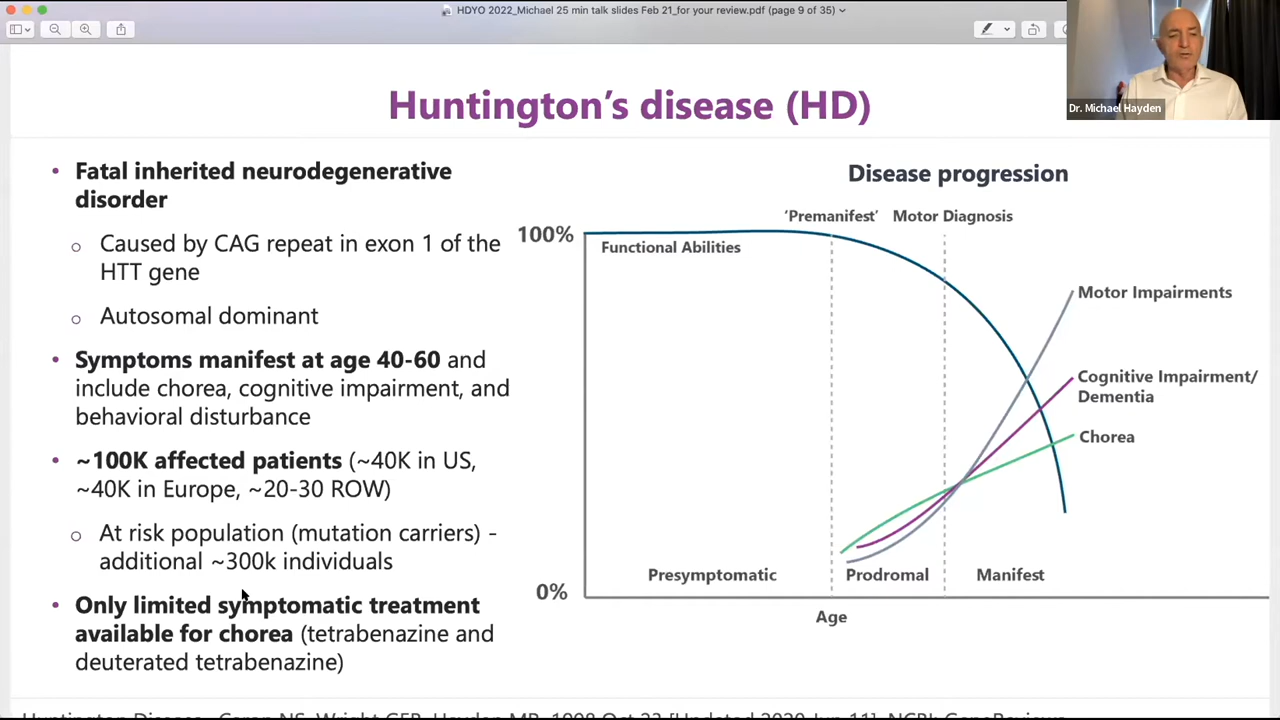 HDYO 2022_Michael 25 min talk slides Feb 21_for your review.pdf (page 9 of 35)
Dr. Michael Hayden
Huntington's disease (HD)
• Fatal inherited neurodegenerative
disorder
o Caused by CAG repeat in exon 1 of the
HTT gene
o Autosomal dominant
• Symptoms manifest at age 40-60 and
include chorea, cognitive impairment, and
behavioral disturbance
• ~100K affected patients (~40K in US,
~40K in Europe, ~20-30 ROW)
o At risk population (mutation carriers) -
additional ~300k individuals
• Only limited symptomatic treatment
available for chorea (tetrabenazine and
deuterated tetrabenazine)
Disease progression
'Premanifest' Motor Diagnosis
100%
Functional Abilities
Motor Impairments
Cognitive Impairment/
Dementia
Chorea
Presymptomatic Prodromal Manifest
0%
Age